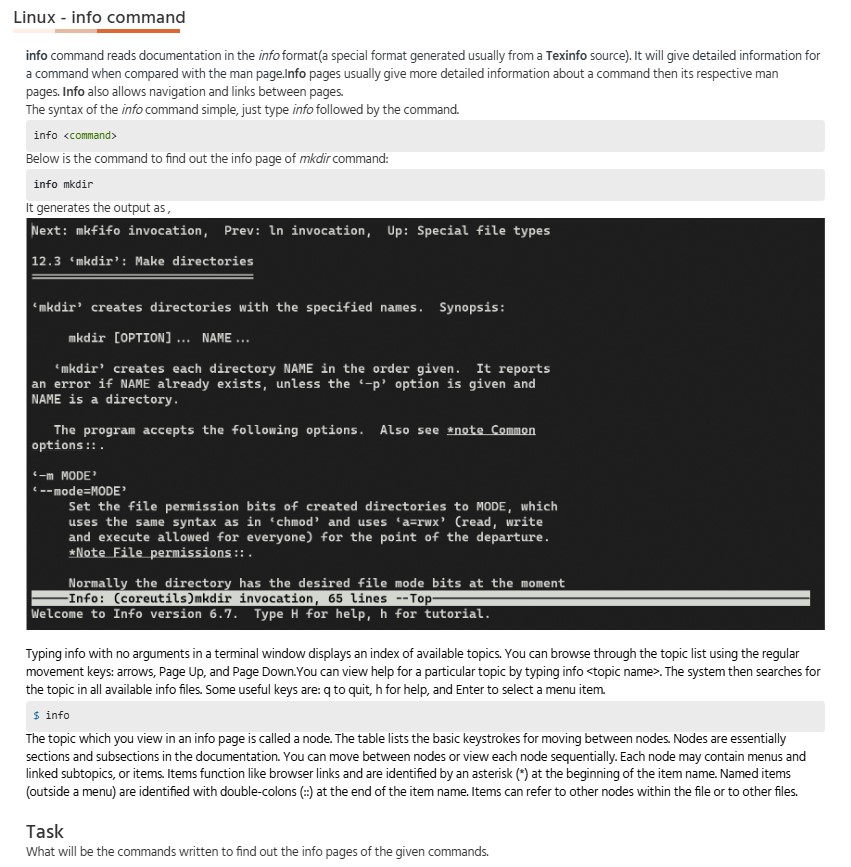 Linux - info command
info command reads documentation in the info format(a special format generated usually from a Texinfo source). It will give detailed information for
a command when compared with the man page.Info pages usually give more detailed information about a command then its respective man
pages. Info also allows navigation and links between pages.
The syntax of the info command simple, just type info followed by the command.
info <command>
Below is the command to find out the info page of mkdir command:
info mkdir
It generates the output as ,
Next: mkfifo invocation,  Prev: ln invocation,  Up: Special file types
12.3 ‘mkdir’: Make directories
‘mkdir’ creates directories with the specified names.  Synopsis:
mkdir [OPTION]... NAME...
‘mkdir’ creates each directory NAME in the order given.  It reports
an error if NAME already exists, unless the ‘-p’ option is given and
NAME is a directory.
The program accepts the following options.  Also see *note Common
options::.
‘-m MODE’
‘--mode=MODE’
Set the file permission bits of created directories to MODE, which
uses the same syntax as in ‘chmod’ and uses ‘a=rwx’ (read, write
and execute allowed for everyone) for the point of the departure.
*Note File permissions::.
Normally the directory has the desired file mode bits at the moment
-----Info: (coreutils)mkdir invocation, 65 lines --Top-----
Welcome to Info version 6.7.  Type H for help, h for tutorial.
Typing info with no arguments in a terminal window displays an index of available topics. You can browse through the topic list using the regular
movement keys: arrows, Page Up, and Page Down.You can view help for a particular topic by typing info <topic name>. The system then searches for
the topic in all available info files. Some useful keys are: q to quit, h for help, and Enter to select a menu item.
$ info
The topic which you view in an info page is called a node. The table lists the basic keystrokes for moving between nodes. Nodes are essentially
sections and subsections in the documentation. You can move between nodes or view each node sequentially. Each node may contain menus and
linked subtopics, or items. Items function like browser links and are identified by an asterisk (*) at the beginning of the item name. Named items
(outside a menu) are identified with double-colons (::) at the end of the item name. Items can refer to other nodes within the file or to other files.
Task
What will be the commands written to find out the info pages of the given commands.